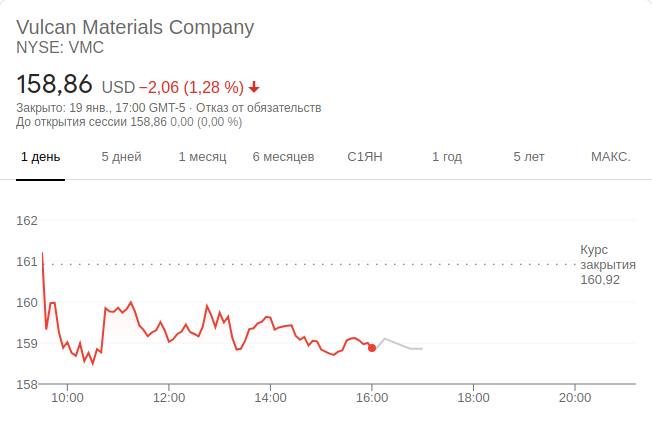 Vulcan Materials Company
NYSE: VMC
158,86 USD −2,06 (1,28 %)
Закрыто: 19 янв., 17:00 GMT-5 · Отказ от обязательств
До открытия сессии 158,86 0,00 (0,00 %)
1 день 5 дней 1 месяц 6 месяцев С1ЯН 1 год 5 лет МАКС.
162
161
160
159
158
Курс
закрытия
160,92
10:00 12:00 14:00 16:00 18:00 20:00